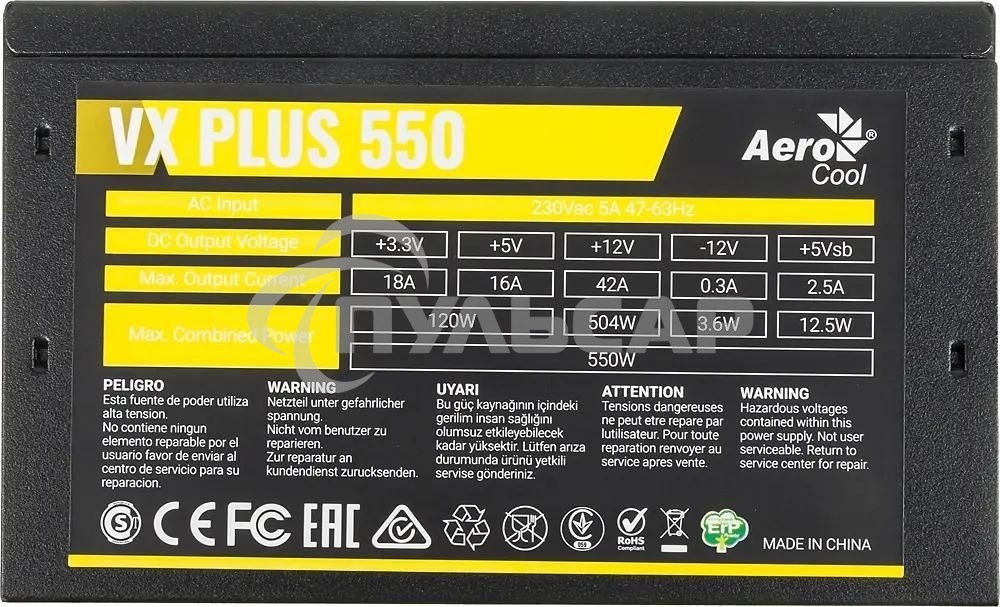 VX PLUS 550
Aero
Cool
®
AC Input 230Vac 5A 47-63Hz
DC Output Voltage +3.3V +5V +12V -12V +5Vsb
Max. Output Current 18A 16A 42A 0.3A 2.5A
Max. Combined Power 120W 504W 3.6W 12.5W
550W
ПУЛЬСАР
PELIGRO
Esta fuente de poder utiliza
alta tension.
No contiene ningun
elemento reparable por el
usuario favor de enviar al
centro de servicio para su
reparacion.
WARNING
Netzteil unter gefahrlicher
spannung.
Nicht vom benutzer zu
reparieren.
Zur reparatur an
kundendienst zurucksenden.
UYARI
Bu güç kaynağının içindeki
gerilim insan sağlığını
olumsuz etkileyebilecek
kadar yüksektir. Lütfen arıza
durumunda ürünü yetkili
servise gönderiniz.
ATTENTION
Tensions dangereuses
ne peut etre repare par
lutilisateur. Pour toute
reparation renvoyer au
service apres vente.
WARNING
Hazardous voltages
contained within this
power supply. Not user
serviceable. Return to
service center for repair.
CE FC EAC
RoHS
Compliant
ErP
MADE IN CHINA